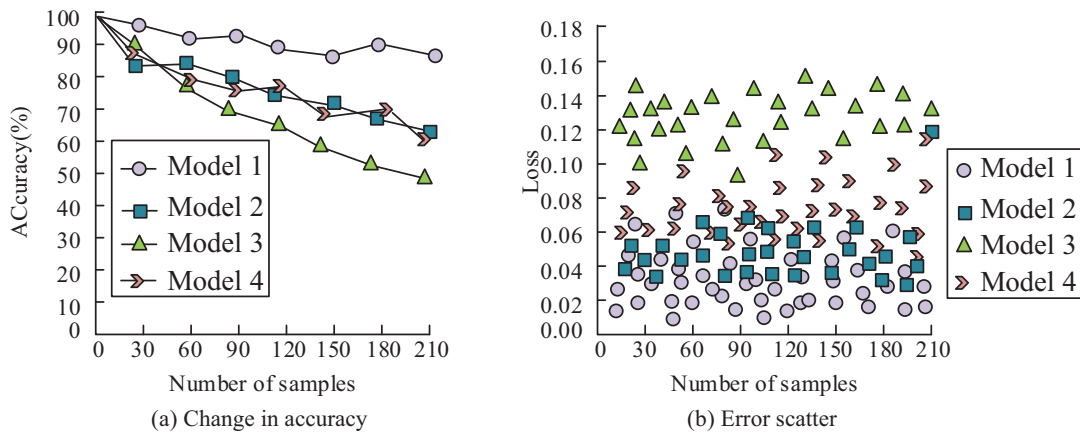 ACcuracy(%)
100
90
80
70
60
50
40
90
30
20
10
0
Model 1
Model 2
Model 3
Model 4
0 30 60 90 120 150 180 210
Number of samples
(a) Change in accuracy
Loss
0.18
0.16
0.14
0.12
0.10
0.08
0.06
0.04
0.02
0.00
0 30 60 90 120 150 180 210
Number of samples
(b) Error scatter
Model 1
Model 2
Model 3
Model 4